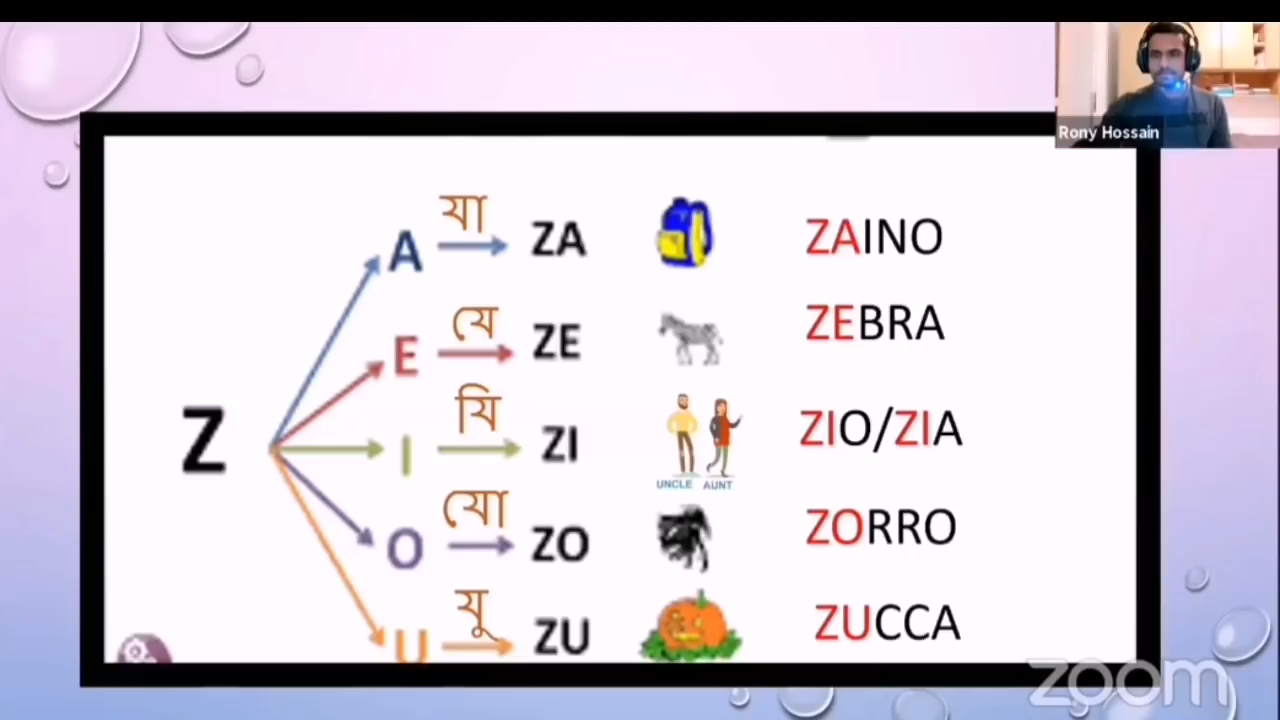 Rony Hossain
A যা ZA ZAINO
E যে ZE ZEBRA
Z I যি ZI ZIO/ZIA
UNCLE AUNT
O যো ZO ZORRO
U যূ ZU ZUCCA
zoom